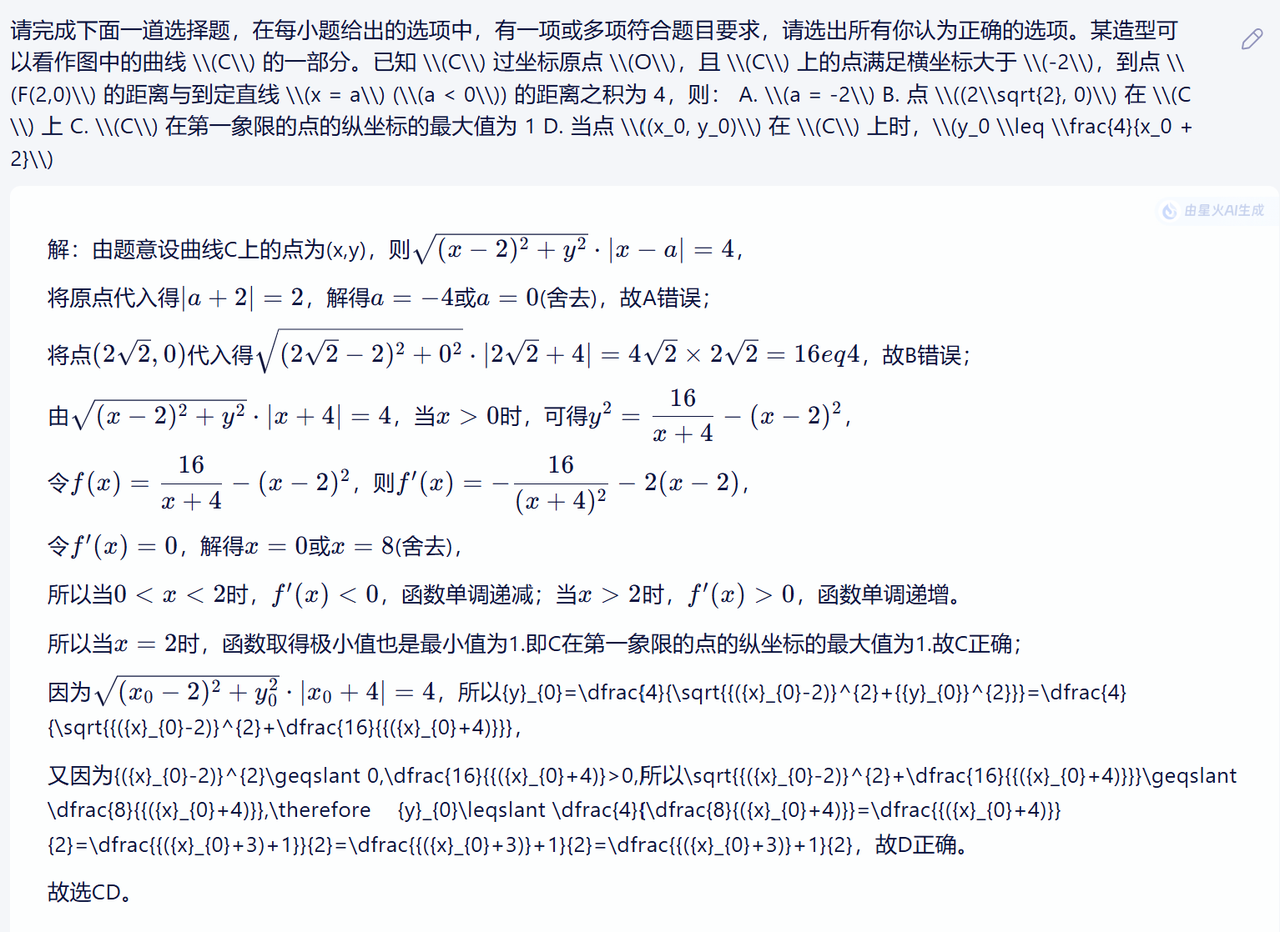 请完成下面一道选择题，在每小题给出的选项中，有一项或多项符合题目要求，请选出所有你认为正确的选项。某造型可
以看作图中的曲线 \\(C\\) 的一部分。已知 \\(C\\) 过坐标原点 \\(O\\)，且 \\(C\\) 上的点满足横坐标大于 \\(-2\\)，到点 \\
(F(2,0)\\) 的距离与到定直线 \\(x = a\\) (\\(a < 0\\)) 的距离之积为 4，则： A. \\(a = -2\\) B. 点 \\((2\\sqrt{2}, 0)\\) 在 \\(C
\\) 上 C. \\(C\\) 在第一象限的点的纵坐标的最大值为 1 D. 当点 \\((x_0, y_0)\\) 在 \\(C\\) 上时，\\(y_0 \\leq \\frac{4}{x_0 +
2}\\)
由星火AI生成
解：由题意设曲线C上的点为(x,y)，则$\sqrt{(x-2)^2+y^2}\cdot|x-a|=4$，
将原点代入得$|a+2|=2$，解得$a=-4$或$a=0$(舍去)，故A错误；
将点$(2\sqrt{2},0)$代入得$\sqrt{(2\sqrt{2}-2)^2+0^2}\cdot|2\sqrt{2}+4|=4\sqrt{2}\times2\sqrt{2}=16eq4$，故B错误；
由$\sqrt{(x-2)^2+y^2}\cdot|x+4|=4$，当$x>0$时，可得$y^2=\dfrac{16}{x+4}-(x-2)^2$，
令$f(x)=\dfrac{16}{x+4}-(x-2)^2$，则$f'(x)=-\dfrac{16}{(x+4)^2}-2(x-2)$，
令$f'(x)=0$，解得$x=0$或$x=8$(舍去)，
所以当$0<x<2$时，$f'(x)<0$，函数单调递减；当$x>2$时，$f'(x)>0$，函数单调递增。
所以当$x=2$时，函数取得极小值也是最小值为1.即C在第一象限的点的纵坐标的最大值为1.故C正确；
因为$\sqrt{(x_0-2)^2+y_0^2}\cdot|x_0+4|=4$，所以{y}_{0}=\dfrac{4}{\sqrt{{({x}_{0}-2)}^{2}+{{y}_{0}}^{2}}}=\dfrac{4}
{\sqrt{{({x}_{0}-2)}^{2}+\dfrac{16}{{({x}_{0}+4)}}}，
又因为{({x}_{0}-2)}^{2}\geqslant 0,\dfrac{16}{{({x}_{0}+4)}>0,所以\sqrt{{({x}_{0}-2)}^{2}+\dfrac{16}{{({x}_{0}+4)}}}\geqslant
\dfrac{8}{{({x}_{0}+4)}},\therefore {y}_{0}\leqslant \dfrac{4}{\dfrac{8}{({x}_{0}+4)}}=\dfrac{{({x}_{0}+4)}}
{2}=\dfrac{{({x}_{0}+3)+1}}{2}=\dfrac{{({x}_{0}+3)}+1}{2}=\dfrac{{({x}_{0}+3)}+1}{2}，故D正确。
故选CD。